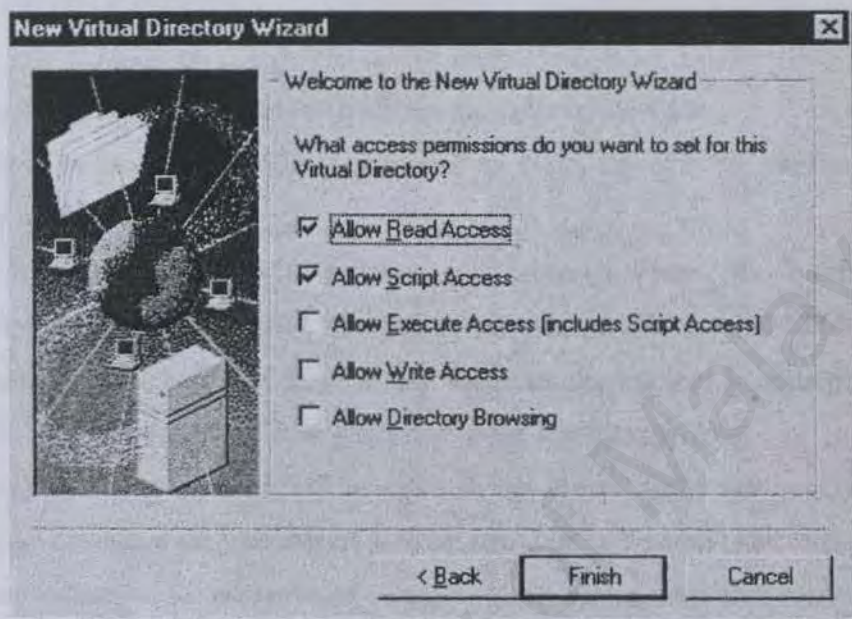 New Virtual Directory Wizard
Welcome to the New Virtual Directory Wizard
What access permissions do you want to set for this
Virtual Directory?
Allow Read Access
Allow Script Access
Allow Execute Access (includes Script Access)
Allow Write Access
Allow Directory Browsing
< Back Finish Cancel